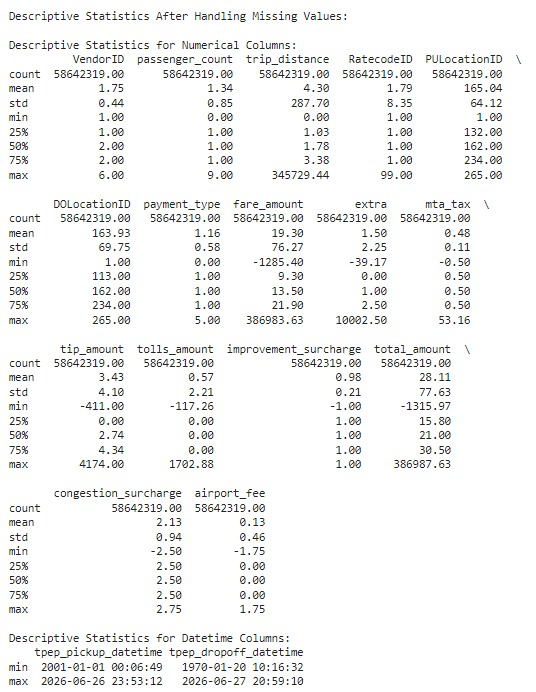 Descriptive Statistics After Handling Missing Values:
Descriptive Statistics for Numerical Columns:
VendorID passenger_count trip_distance RatecodeID PULocationID \
count 58642319.00 58642319.00 58642319.00 58642319.00 58642319.00
mean 1.75 1.34 4.30 1.79 165.04
std 0.44 0.85 287.70 8.35 64.12
min 1.00 0.00 0.00 1.00 1.00
25% 1.00 1.00 1.03 1.00 132.00
50% 2.00 1.00 1.78 1.00 162.00
75% 2.00 1.00 3.38 1.00 234.00
max 6.00 9.00 345729.44 99.00 265.00
DOLocationID payment_type fare_amount extra mta_tax \
count 58642319.00 58642319.00 58642319.00 58642319.00 58642319.00
mean 163.93 1.16 19.30 1.50 0.48
std 69.75 0.58 76.27 2.25 0.11
min 1.00 0.00 -1285.40 -39.17 -0.50
25% 113.00 1.00 9.30 0.00 0.50
50% 162.00 1.00 13.50 1.00 0.50
75% 234.00 1.00 21.90 2.50 0.50
max 265.00 5.00 386983.63 10002.50 53.16
tip_amount tolls_amount improvement_surcharge total_amount \
count 58642319.00 58642319.00 58642319.00 58642319.00
mean 3.43 0.57 0.98 28.11
std 4.10 2.21 0.21 77.63
min -411.00 -117.26 -1.00 -1315.97
25% 0.00 0.00 1.00 15.80
50% 2.74 0.00 1.00 21.00
75% 4.34 0.00 1.00 30.50
max 4174.00 1702.88 1.00 386987.63
congestion_surcharge airport_fee
count 58642319.00 58642319.00
mean 2.13 0.13
std 0.94 0.46
min -2.50 -1.75
25% 2.50 0.00
50% 2.50 0.00
75% 2.50 0.00
max 2.75 1.75
Descriptive Statistics for Datetime Columns:
tpep_pickup_datetime tpep_dropoff_datetime
min 2001-01-01 00:06:49 1970-01-20 10:16:32
max 2026-06-26 23:53:12 2026-06-27 20:59:10